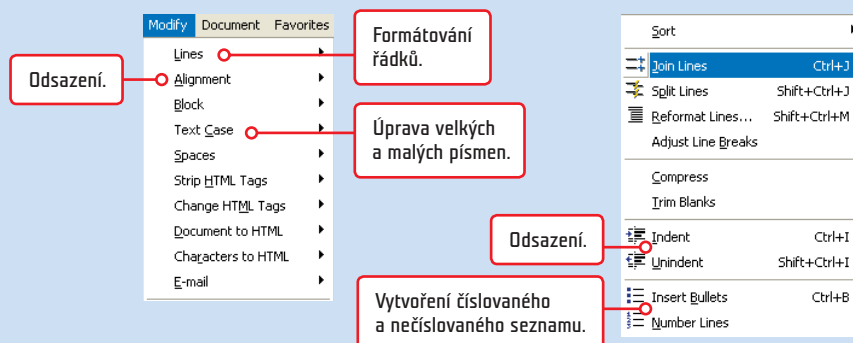 Modify Document Favorites
Lines
Alignment
Block
Text Case
Spaces
Strip HTML Tags
Change HTML Tags
Document to HTML
Characters to HTML
E-mail
Odsazení.
Formátování
řádků.
Úprava velkých
a malých písmen.
Sort
Join Lines Ctrl+J
Split Lines Shift+Ctrl+J
Reformat Lines... Shift+Ctrl+M
Adjust Line Breaks
Compress
Trim Blanks
Indent Ctrl+I
Unindent Shift+Ctrl+I
Insert Bullets Ctrl+B
Number Lines
Odsazení.
Vytvoření číslovaného
a nečíslovaného seznamu.